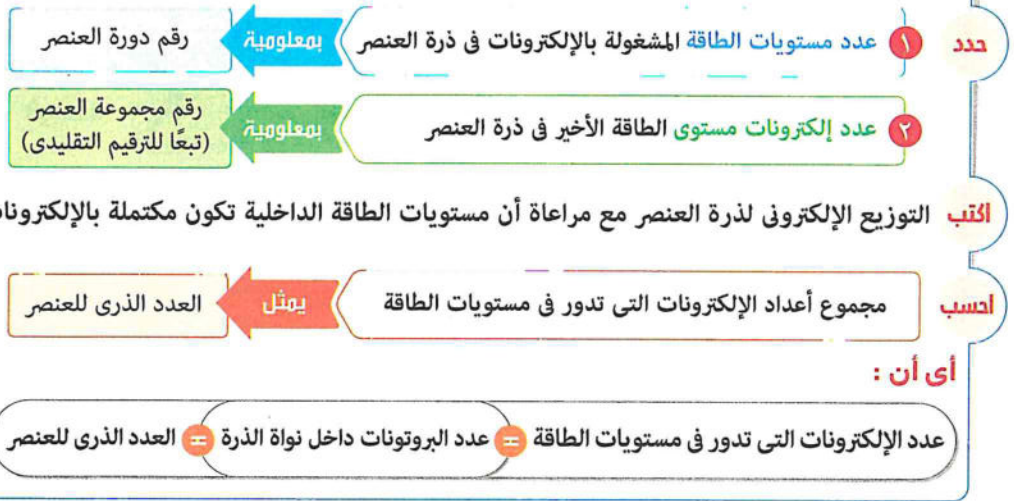 حدد
١ عدد مستويات الطاقة المشغولة بالإلكترونات فى ذرة العنصر بمعلومية رقم دورة العنصر
٢ عدد إلكترونات مستوى الطاقة الأخير فى ذرة العنصر بمعلومية رقم مجموعة العنصر
(تبعًا للترقيم التقليدى)
اكتب التوزيع الإلكترونى لذرة العنصر مع مراعاة أن مستويات الطاقة الداخلية تكون مكتملة بالإلكترونات
احسب مجموع أعداد الإلكترونات التى تدور فى مستويات الطاقة يمثل العدد الذرى للعنصر
أى أن :
عدد الإلكترونات التى تدور فى مستويات الطاقة = عدد البروتونات داخل نواة الذرة = العدد الذرى للعنصر